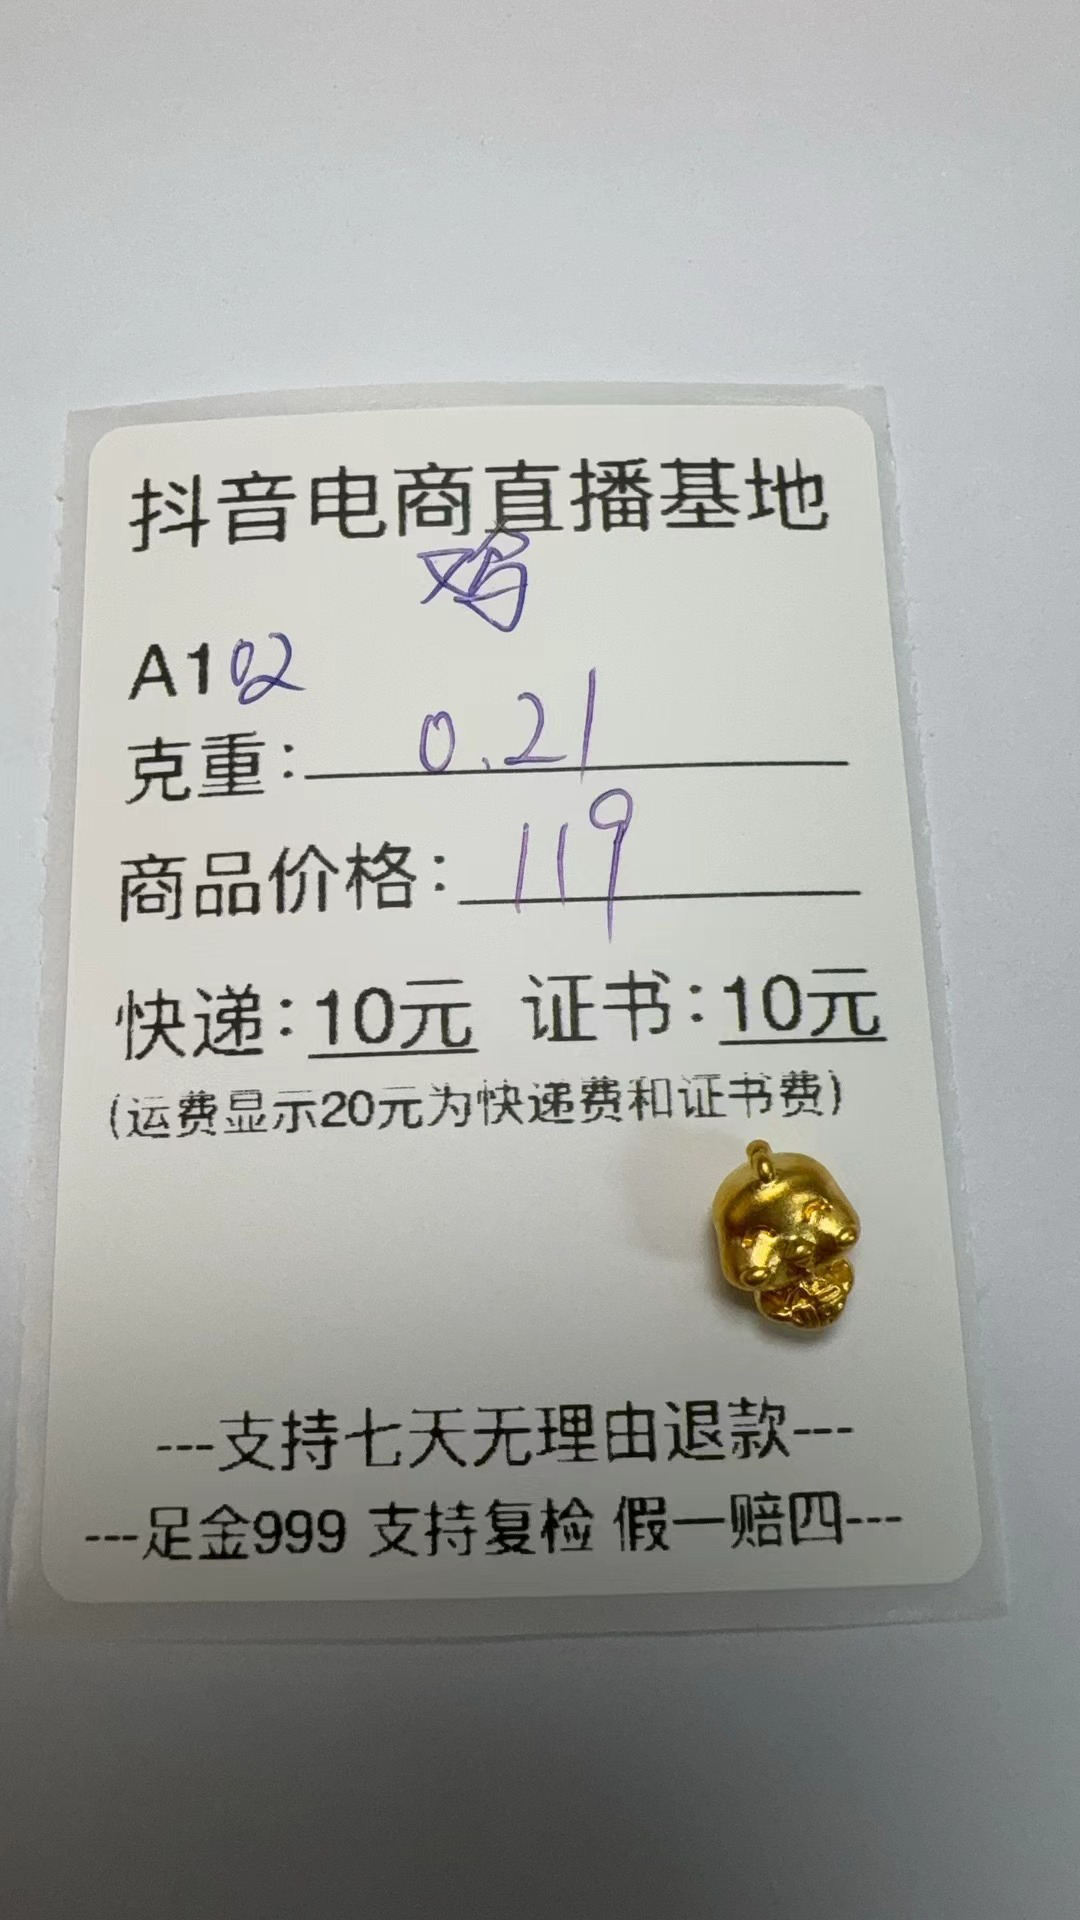 抖音电商直播基地
鸡
A102
克重：0.21
商品价格：119
快递：10元 证书：10元
(运费显示20元为快递费和证书费)
---支持七天无理由退款---
---足金999 支持复检 假一赔四---